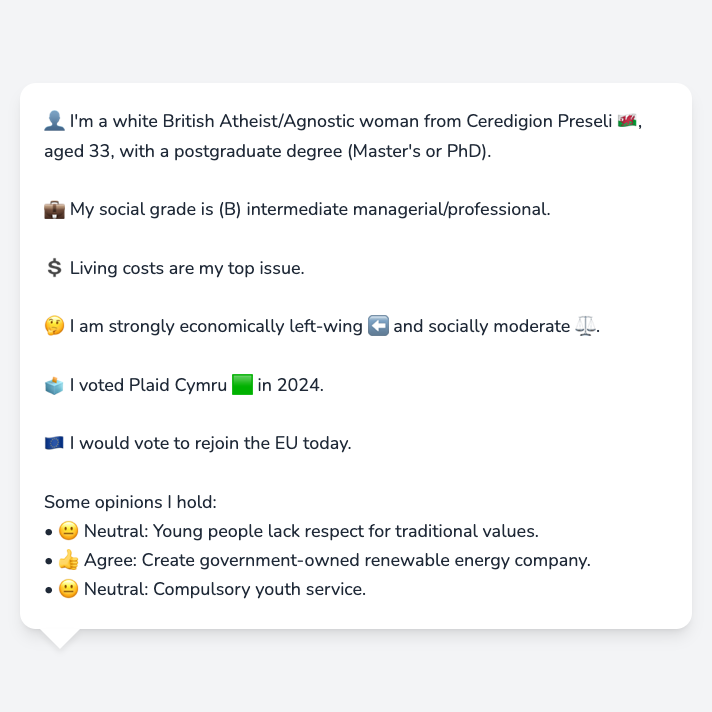 👤 I'm a white British Atheist/Agnostic woman from Ceredigion Preseli 🏴󠁧󠁢󠁷󠁬󠁳󠁿,
aged 33, with a postgraduate degree (Master's or PhD).
💼 My social grade is (B) intermediate managerial/professional.
💲 Living costs are my top issue.
🤔 I am strongly economically left-wing ⬅️ and socially moderate ⚖️.
🗳️ I voted Plaid Cymru 🟩 in 2024.
🇪🇺 I would vote to rejoin the EU today.
Some opinions I hold:
• 😐 Neutral: Young people lack respect for traditional values.
• 👍 Agree: Create government-owned renewable energy company.
• 😐 Neutral: Compulsory youth service.